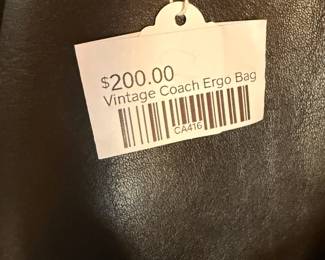 $200.00
Vintage Coach Ergo Bag
CA416